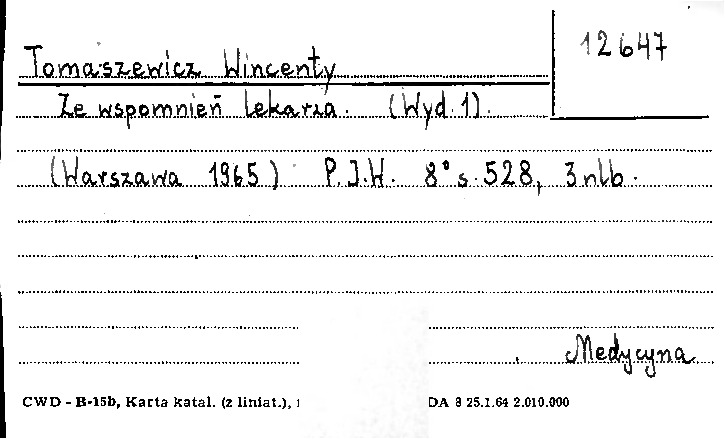 12647
Tomaszewicz Wincenty
Ze wspomnień lekarza. (Wyd. 1).
(Warszawa 1965) P.I.W. 8° s. 528, 3 nlb.
Medycyna
CWD - B-15b, Karta katal. (z liniat.),
DA 8 25.1.64 2.010.000